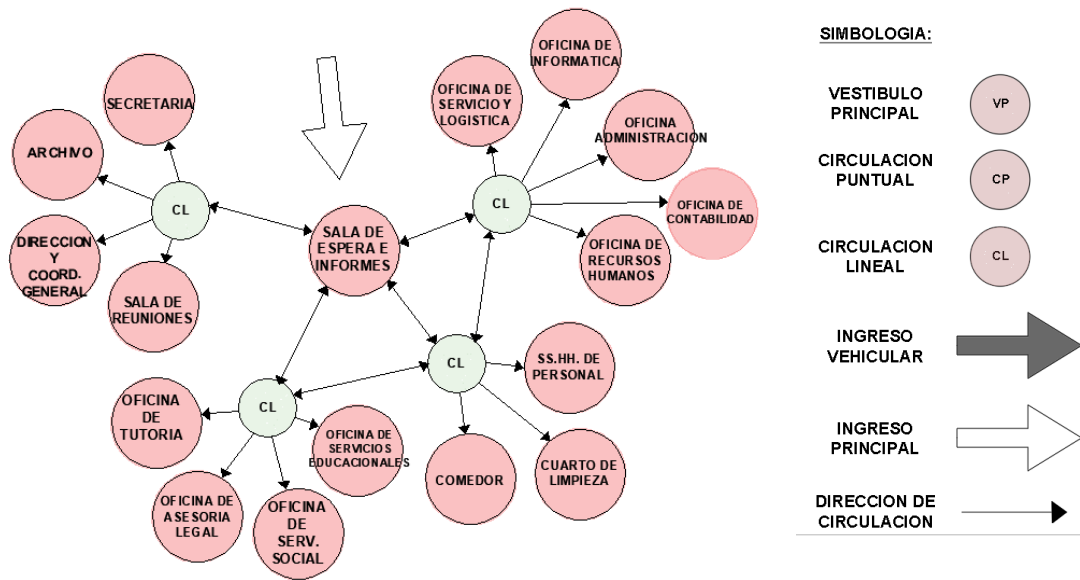 SECRETARIA
ARCHIVO
CL
DIRECCION
Y
COORD.
GENERAL
SALA DE
REUNIONES
SALA DE
ESPERA E
INFORMES
OFICINA DE
SERVICIO Y
LOGISTICA
OFICINA DE
INFORMATICA
OFICINA
ADMINISTRACION
CL
OFICINA DE
CONTABILIDAD
OFICINA DE
RECURSOS
HUMANOS
CL
SS.HH. DE
PERSONAL
COMEDOR
CUARTO DE
LIMPIEZA
CL
OFICINA
DE
TUTORIA
OFICINA DE
SERVICIOS
EDUCACIONALES
OFICINA DE
ASESORIA
LEGAL
OFICINA
DE
SERV.
SOCIAL
SIMBOLOGIA:
VESTIBULO
PRINCIPAL
VP
CIRCULACION
PUNTUAL
CP
CIRCULACION
LINEAL
CL
INGRESO
VEHICULAR
INGRESO
PRINCIPAL
DIRECCION DE
CIRCULACION